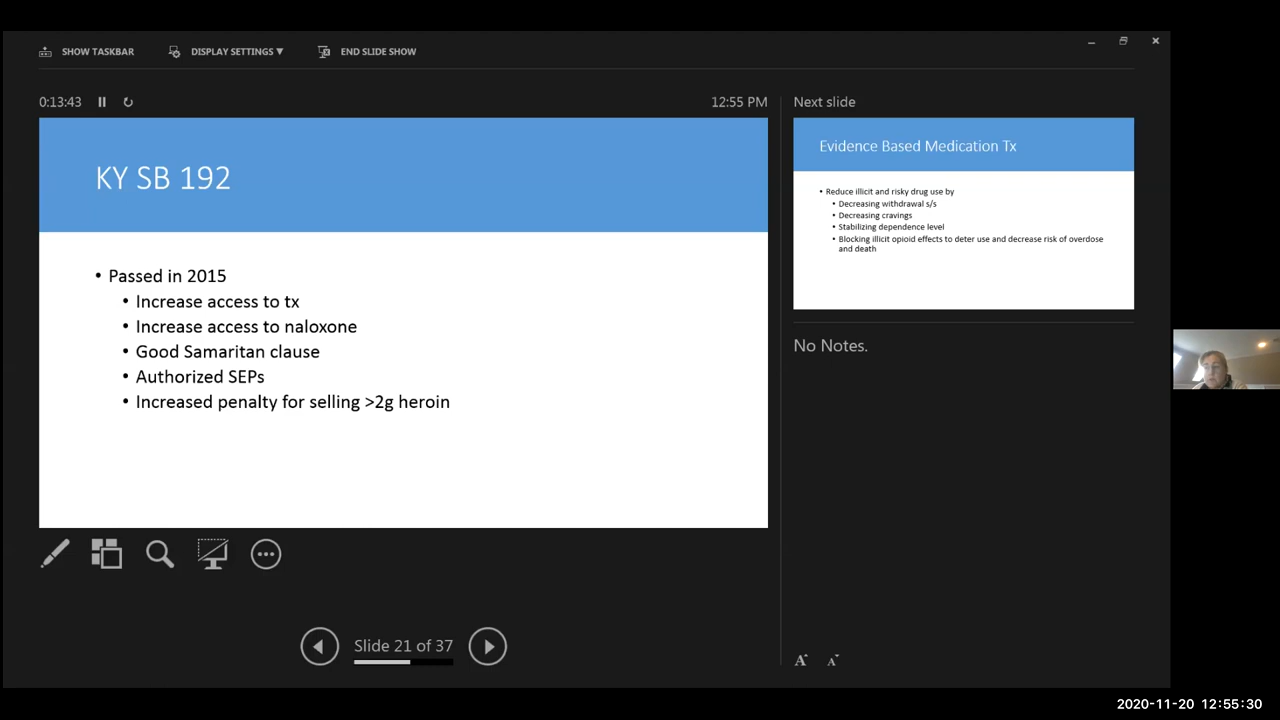 SHOW TASKBAR DISPLAY SETTINGS ▼ END SLIDE SHOW
0:13:43 12:55 PM
KY SB 192
• Passed in 2015
• Increase access to tx
• Increase access to naloxone
• Good Samaritan clause
• Authorized SEPs
• Increased penalty for selling >2g heroin
Slide 21 of 37
Next slide
Evidence Based Medication Tx
• Reduce illicit and risky drug use by
• Decreasing withdrawal s/s
• Decreasing cravings
• Stabilizing dependence level
• Blocking illicit opioid effects to deter use and decrease risk of overdose
and death
No Notes.
A A
2020-11-20 12:55:30